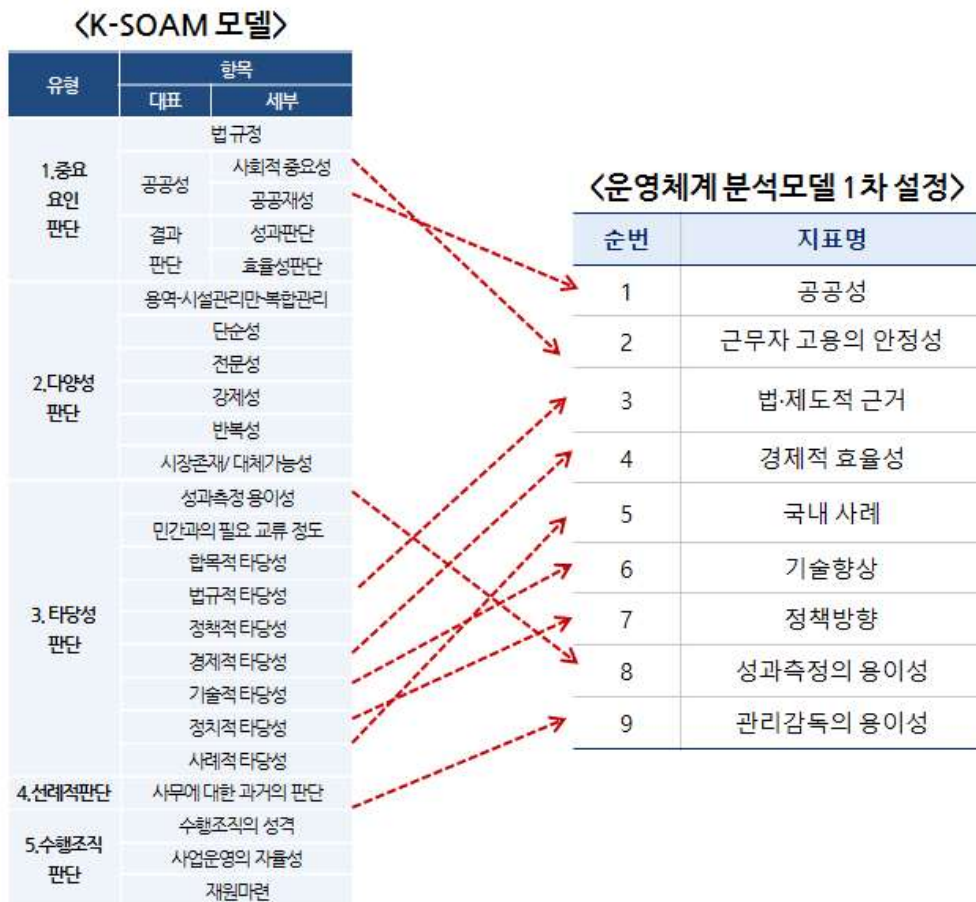 <K-SOAM 모델>
유형 항목
대표 세부
1.중요
요인
판단
법 규정
공공성
사회적 중요성
공공재성
결과
판단
성과판단
효율성판단
2.다양성
판단
용역-시설관리만-복합관리
단순성
전문성
강제성
반복성
시장존재/ 대체가능성
3. 타당성
판단
성과측정 용이성
민간과의 필요 교류 정도
합목적 타당성
법규적 타당성
정책적 타당성
경제적 타당성
기술적 타당성
정치적 타당성
사례적 타당성
4.선례적판단 사무에 대한 과거의 판단
5.수행조직
판단
수행조직의 성격
사업운영의 자율성
재원마련
<운영체계 분석모델 1차 설정>
순번 지표명
1 공공성
2 근무자 고용의 안정성
3 법·제도적 근거
4 경제적 효율성
5 국내 사례
6 기술향상
7 정책방향
8 성과측정의 용이성
9 관리감독의 용이성